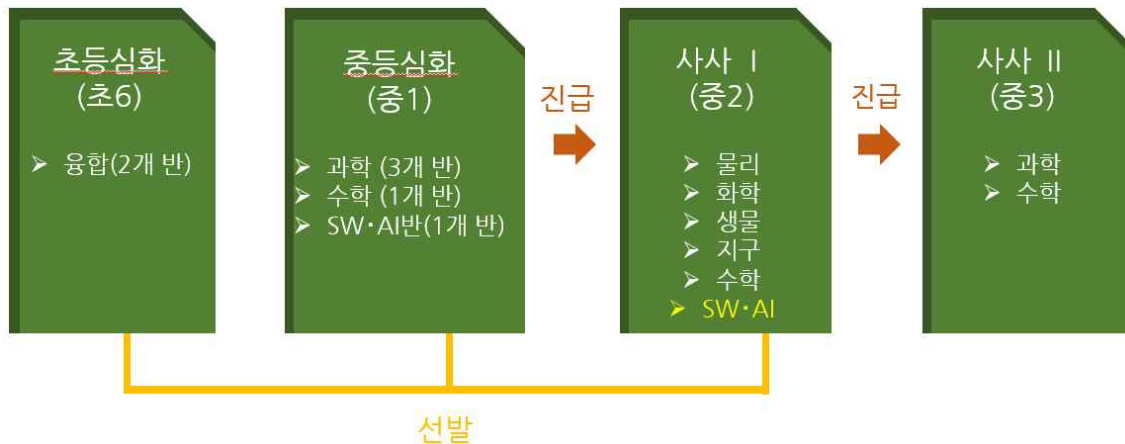 초등심화
(초6)
➢ 융합(2개 반)
중등심화
(중1)
➢ 과학 (3개 반)
➢ 수학 (1개 반)
➢ SW·AI반(1개 반)
진급
사사 Ⅰ
(중2)
➢ 물리
➢ 화학
➢ 생물
➢ 지구
➢ 수학
➢ SW·AI
진급
사사 Ⅱ
(중3)
➢ 과학
➢ 수학
선발